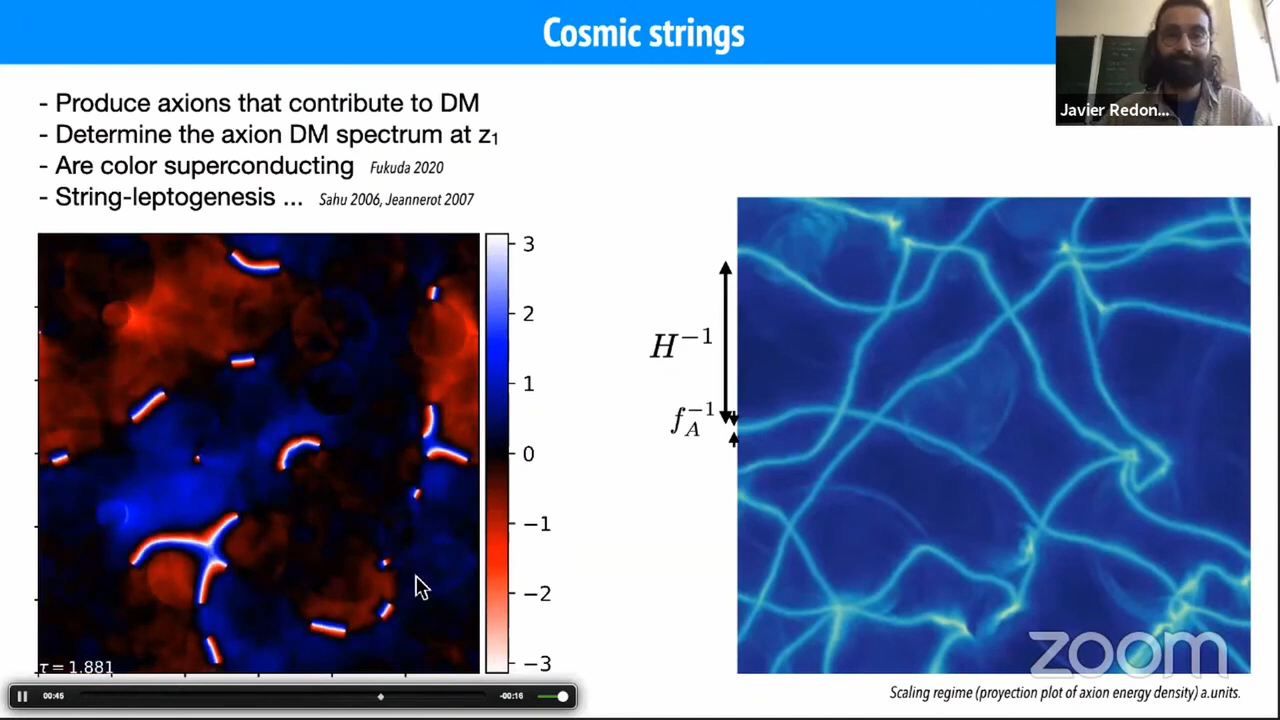 Cosmic strings
Javier Redon...
- Produce axions that contribute to DM
- Determine the axion DM spectrum at z₁
- Are color superconducting Fukuda 2020
- String-leptogenesis ... Sahu 2006, Jeannerot 2007
3
2
1
0
−1
−2
−3
τ = 1.881
H⁻¹
f_A⁻¹
zoom
00:45
-00:16
Scaling regime (proyection plot of axion energy density) a.units.